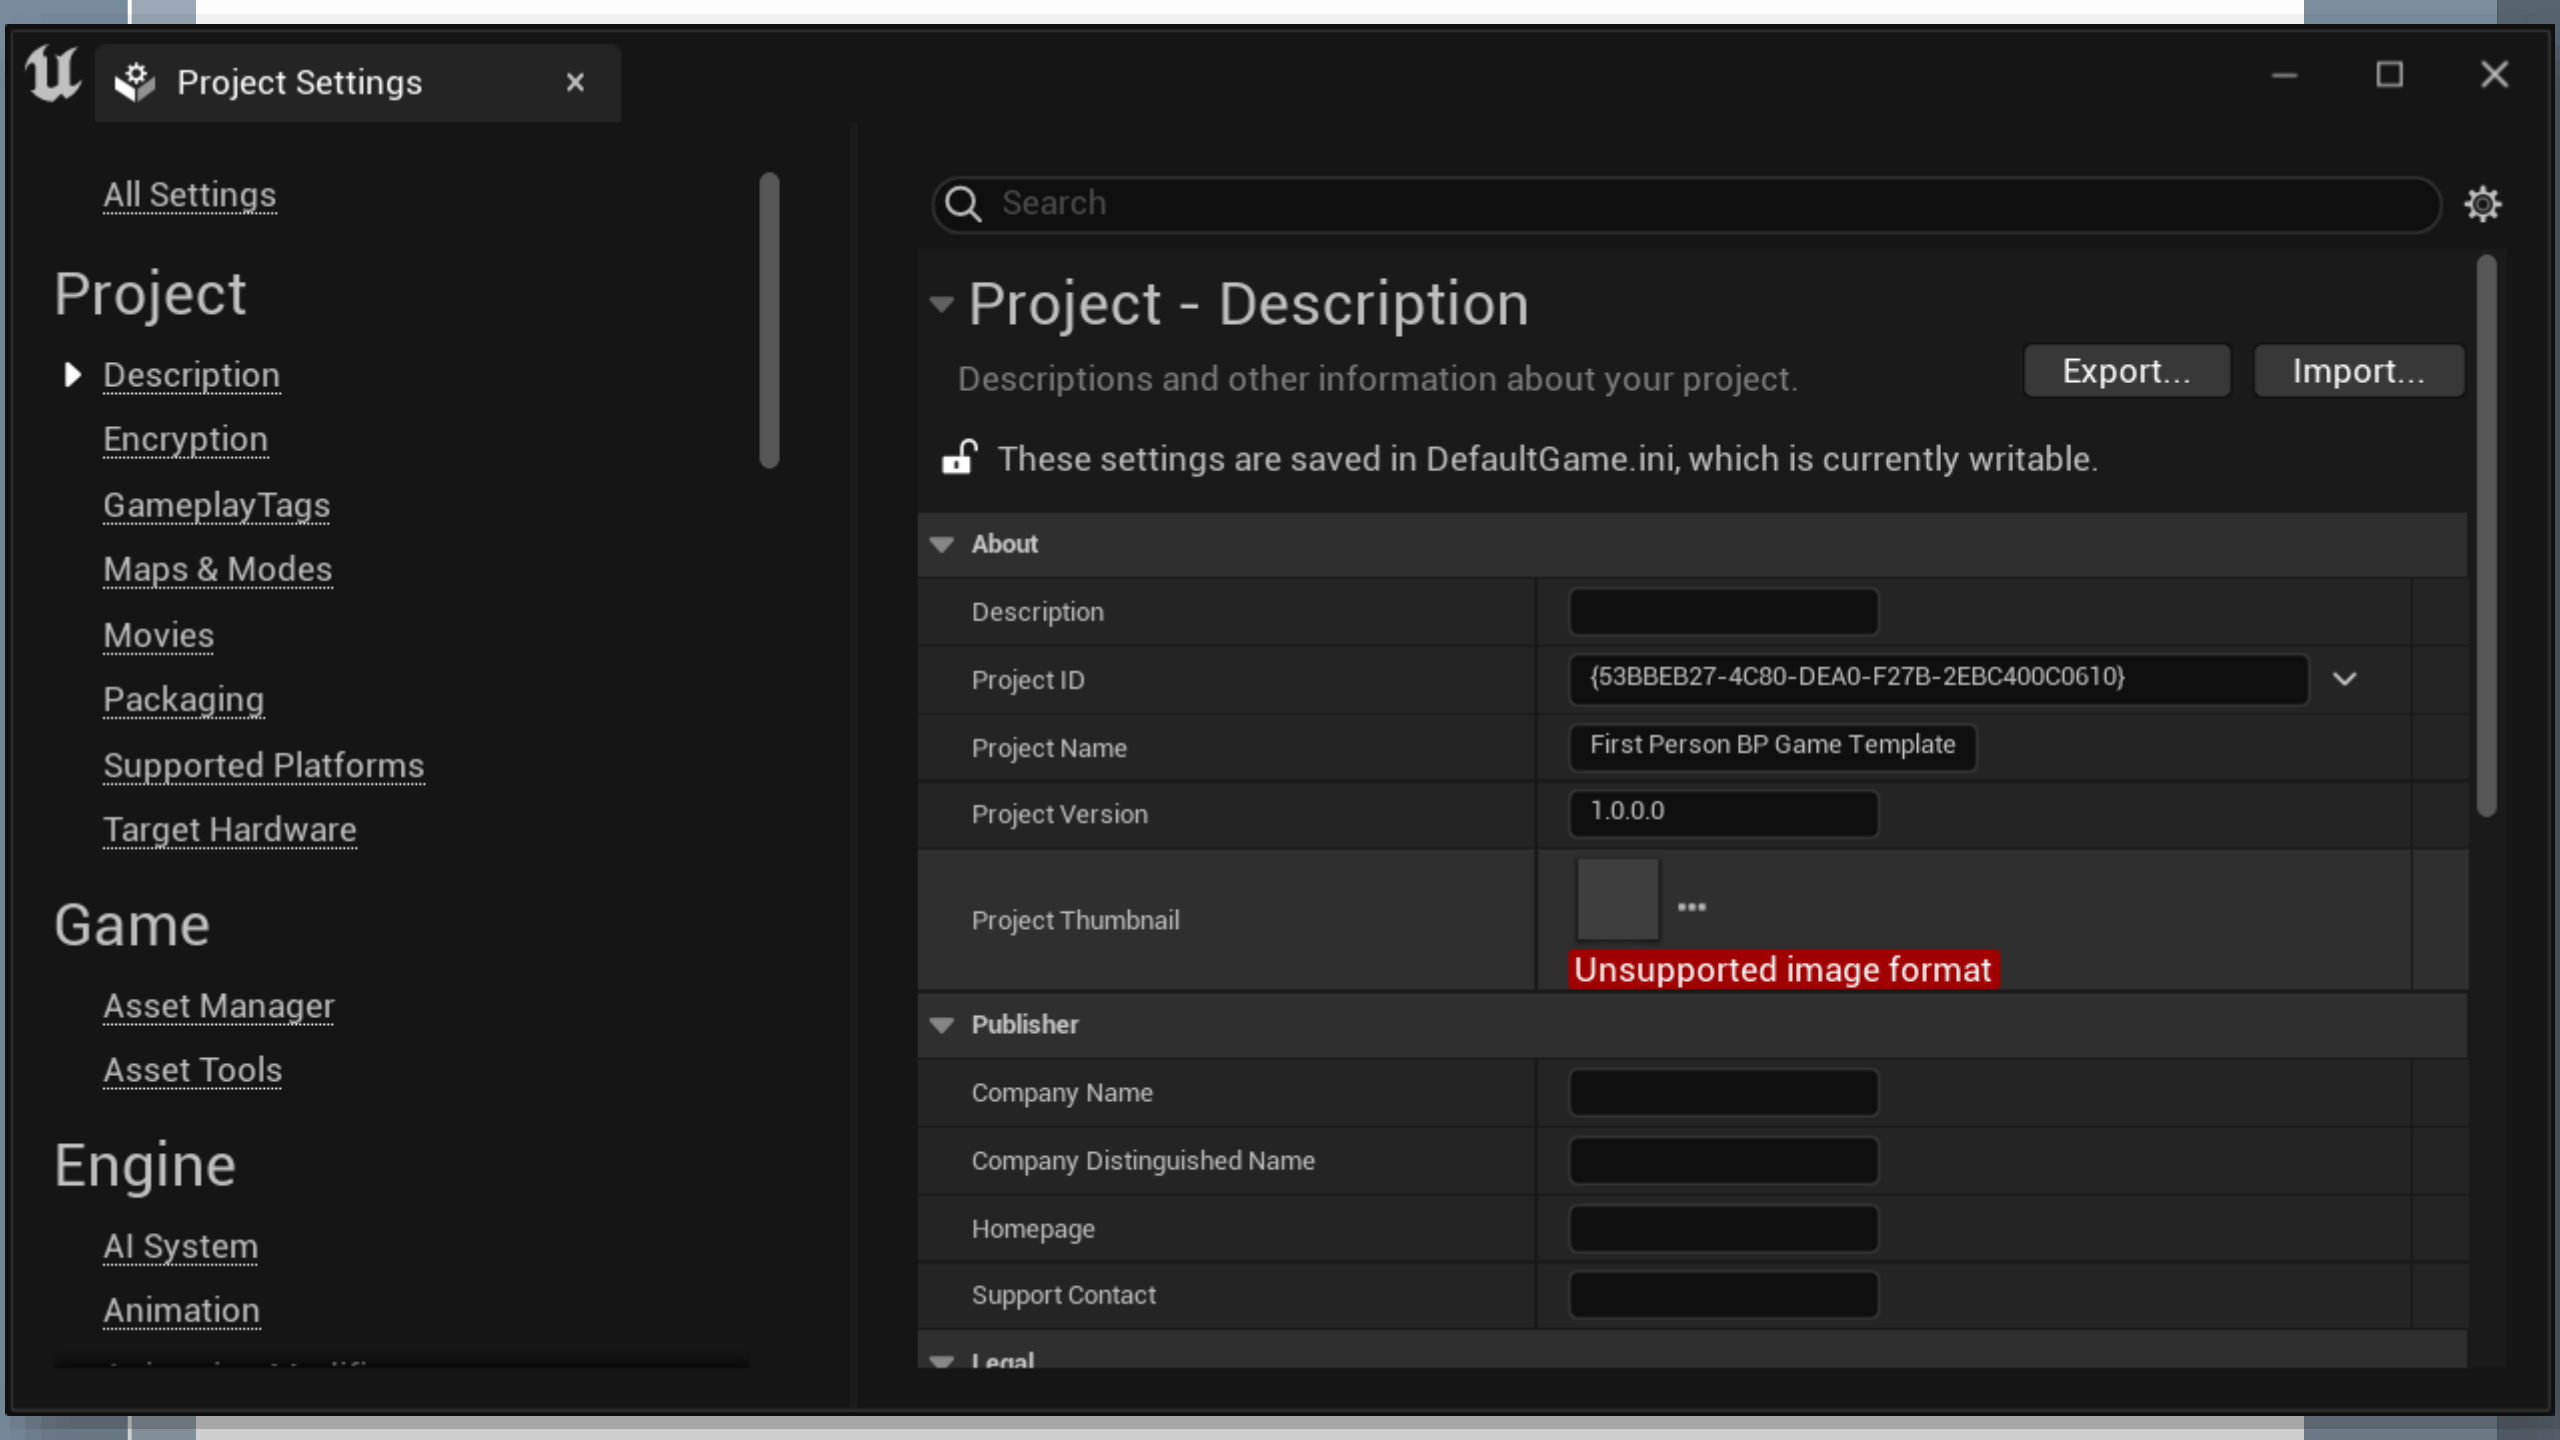 Project Settings
All Settings
Project
Description
Encryption
GameplayTags
Maps & Modes
Movies
Packaging
Supported Platforms
Target Hardware
Game
Asset Manager
Asset Tools
Engine
AI System
Animation
Search
Project - Description
Descriptions and other information about your project.
Export...
Import...
These settings are saved in DefaultGame.ini, which is currently writable.
About
Description
Project ID
{53BBEB27-4C80-DEA0-F27B-2EBC400C0610}
Project Name
First Person BP Game Template
Project Version
1.0.0.0
Project Thumbnail
Unsupported image format
Publisher
Company Name
Company Distinguished Name
Homepage
Support Contact
Legal